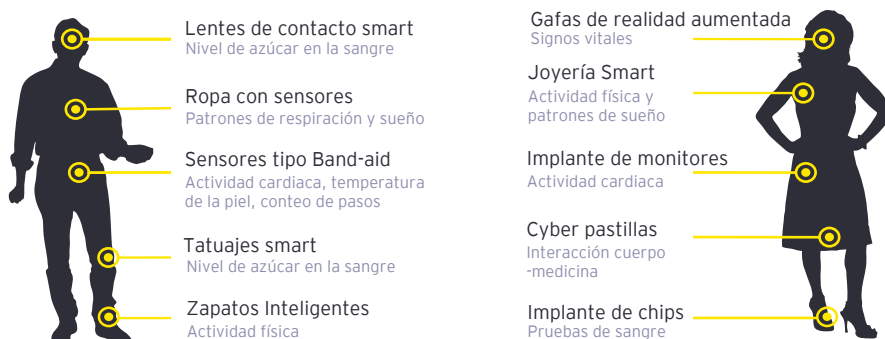 Lentes de contacto smart
Nivel de azúcar en la sangre
Ropa con sensores
Patrones de respiración y sueño
Sensores tipo Band-aid
Actividad cardiaca, temperatura
de la piel, conteo de pasos
Tatuajes smart
Nivel de azúcar en la sangre
Zapatos Inteligentes
Actividad física
Gafas de realidad aumentada
Signos vitales
Joyería Smart
Actividad física y
patrones de sueño
Implante de monitores
Actividad cardiaca
Cyber pastillas
Interacción cuerpo
-medicina
Implante de chips
Pruebas de sangre